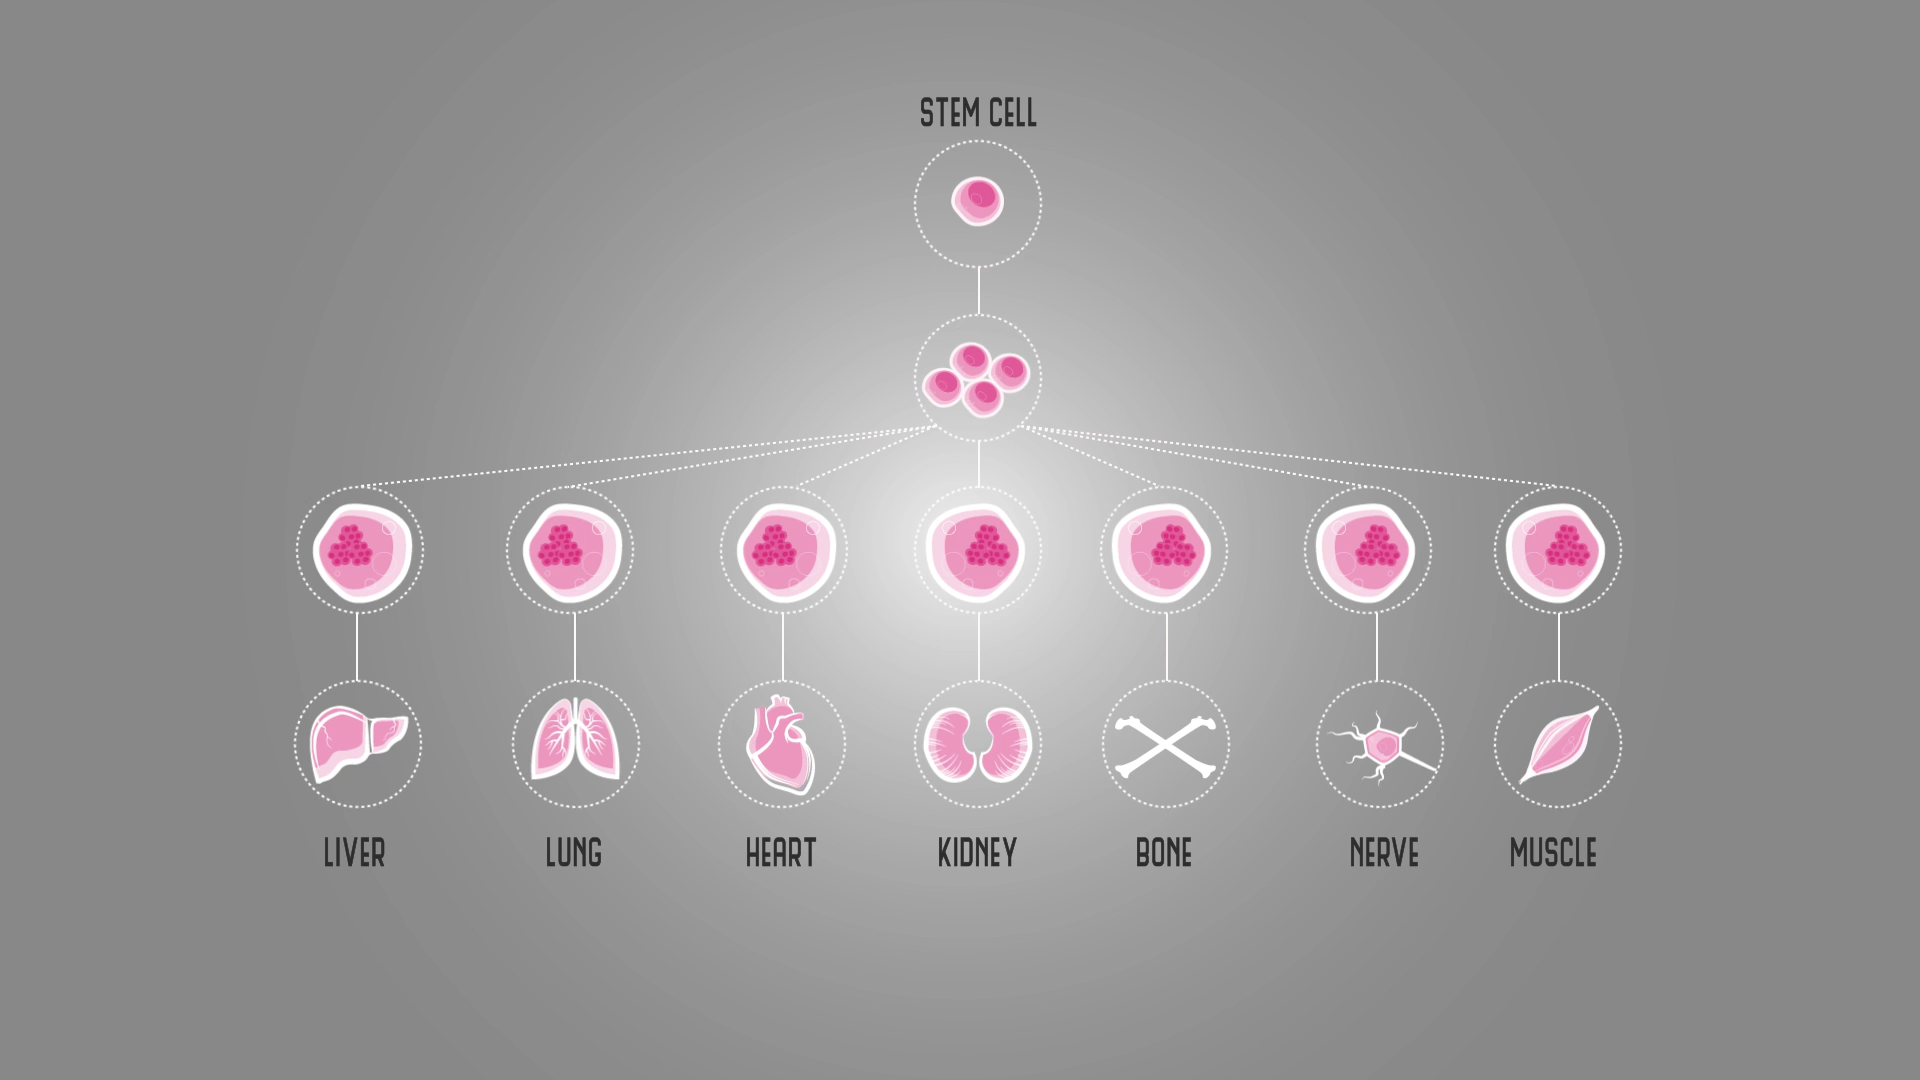 STEM CELL
LIVER
LUNG
HEART
KIDNEY
BONE
NERVE
MUSCLE